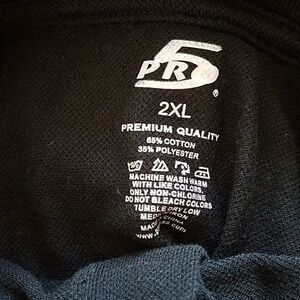 PRO 5
®
2XL
PREMIUM QUALITY
65% COTTON
35% POLYESTER
MACHINE WASH WARM
WITH LIKE COLORS,
ONLY NON-CHLORINE
DO NOT BLEACH COLORS
TUMBLE DRY LOW
IRON